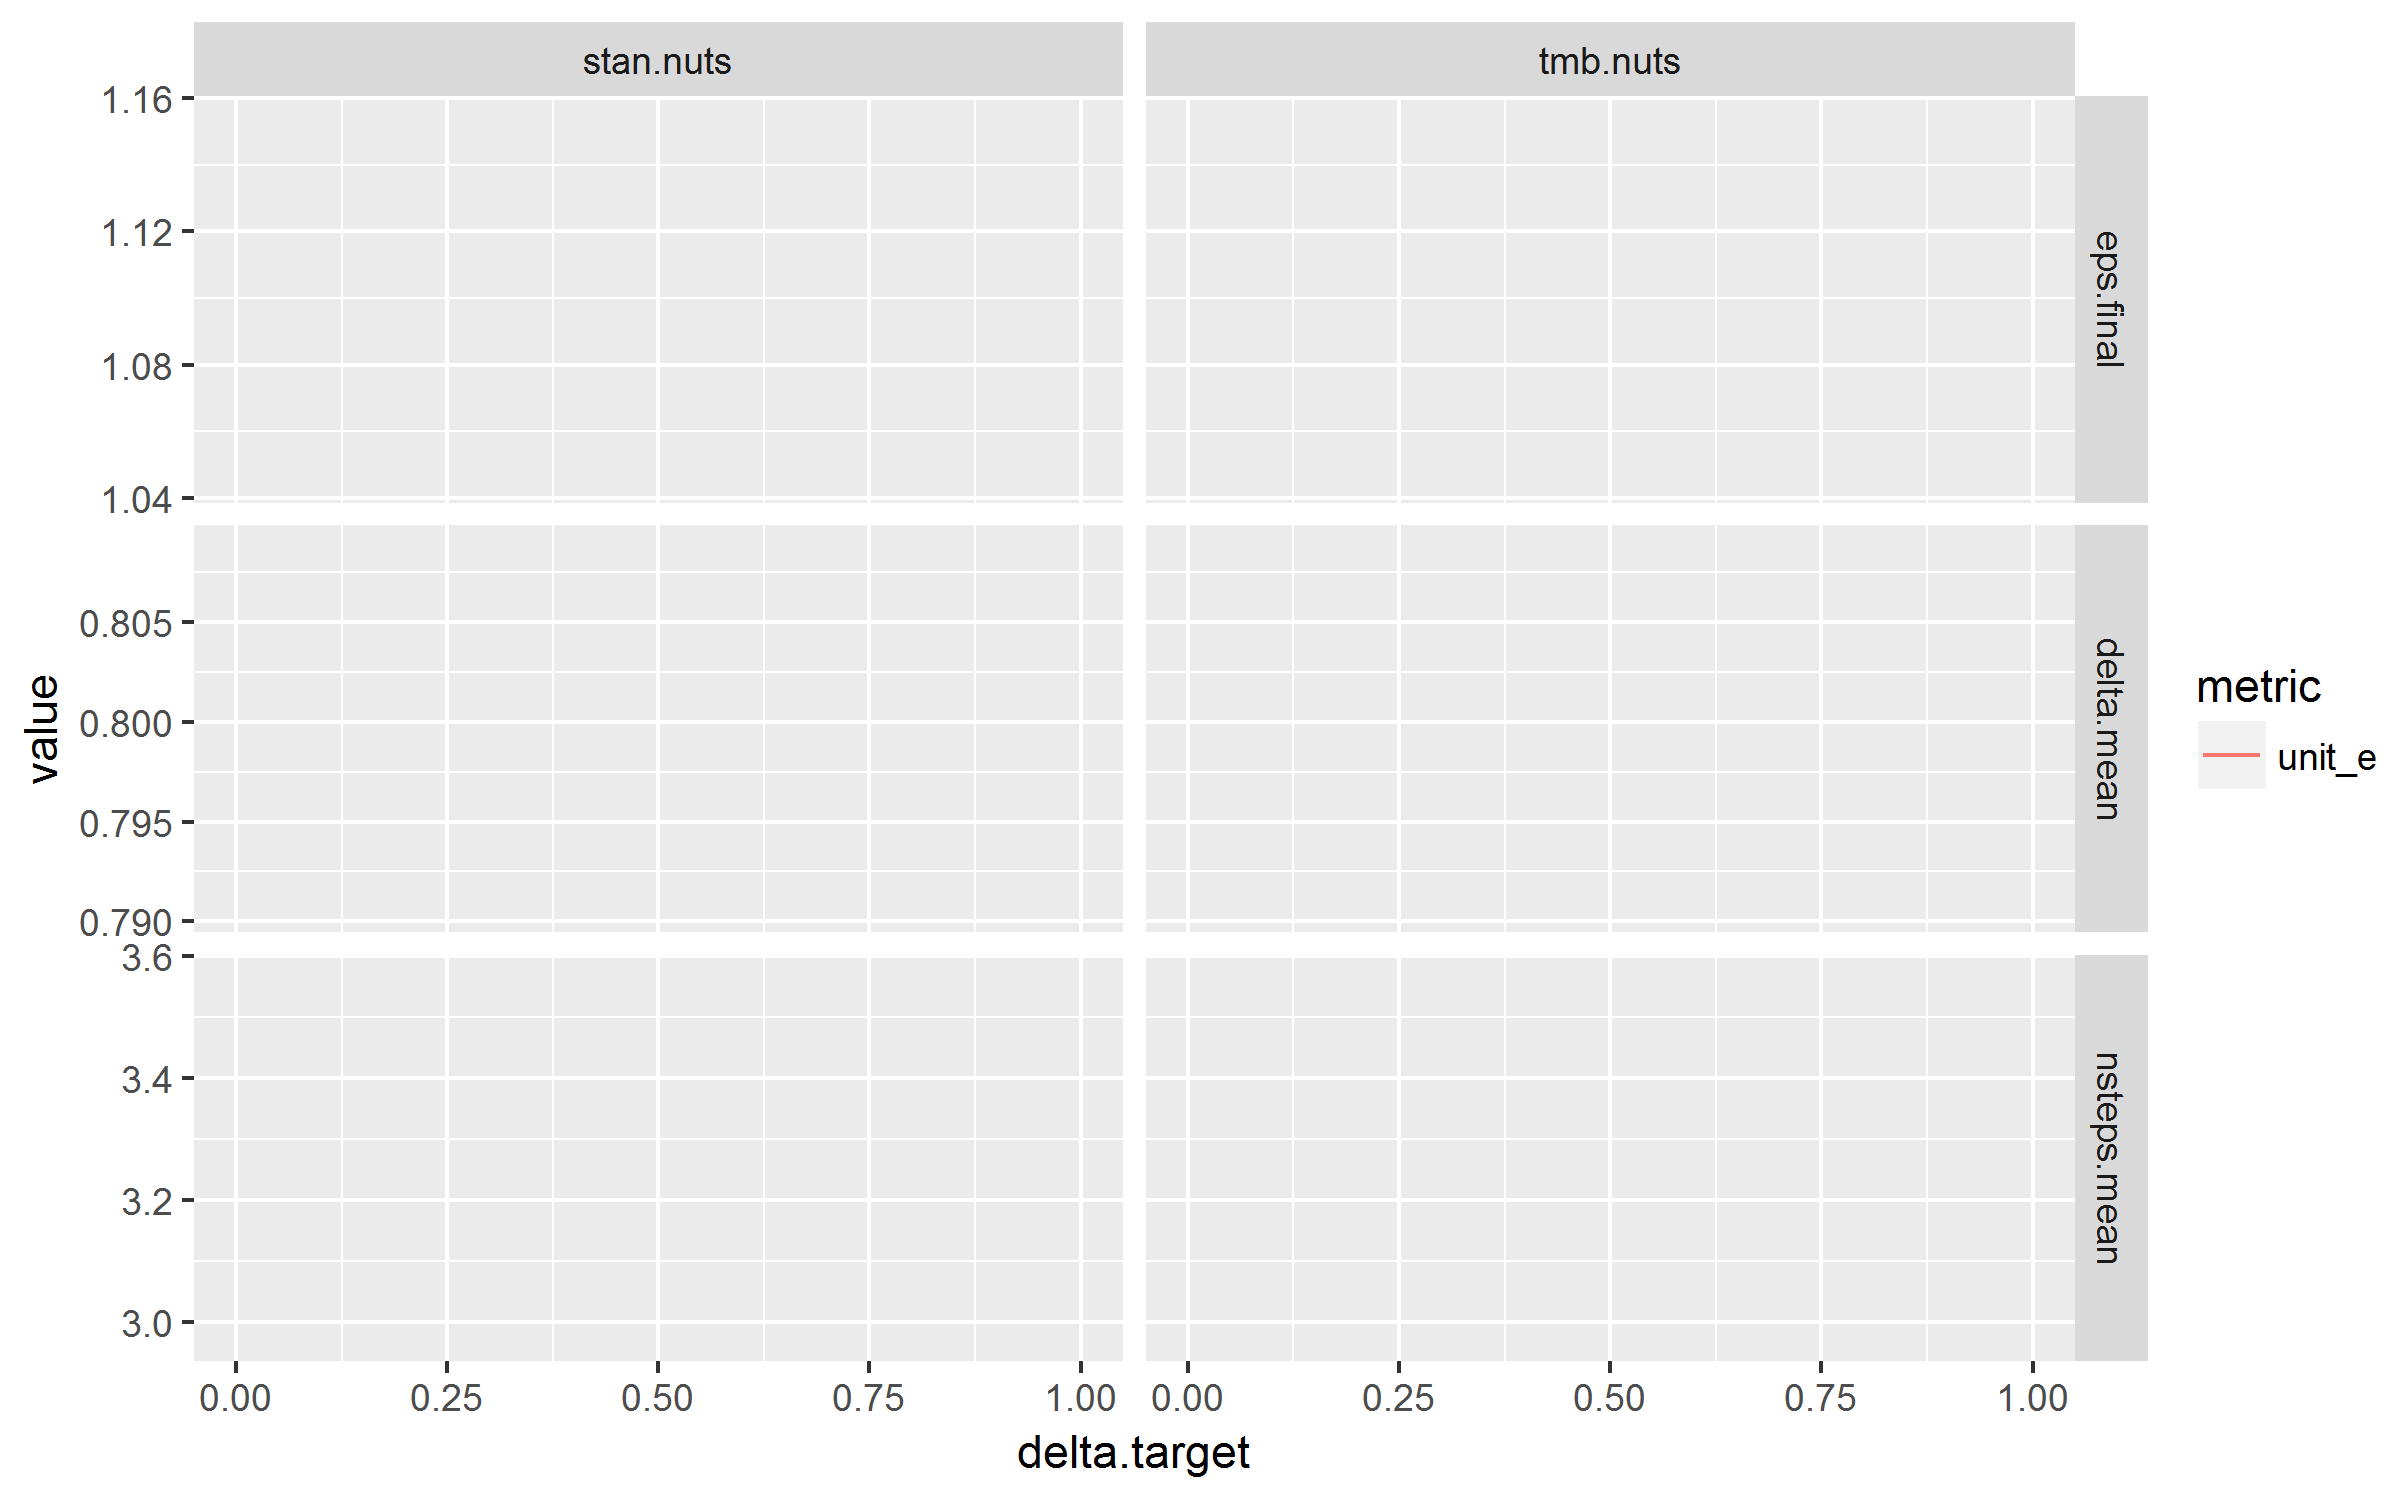 stan.nuts
tmb.nuts
1.16
1.12
1.08
1.04
eps.final
0.805
0.800
0.795
0.790
delta.mean
3.6
3.4
3.2
3.0
nsteps.mean
value
0.00 0.25 0.50 0.75 1.00
0.00 0.25 0.50 0.75 1.00
delta.target
metric
unit_e